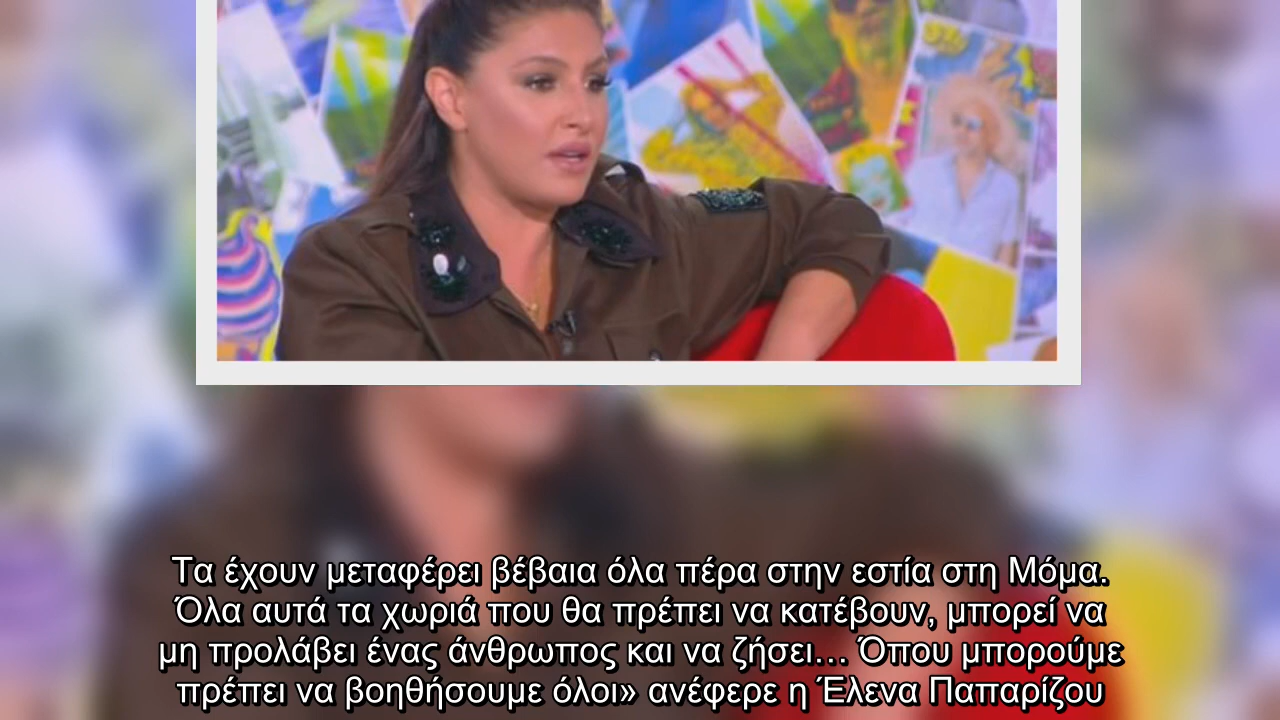 Τα έχουν μεταφέρει βέβαια όλα πέρα στην εστία στη Μόμα.
Όλα αυτά τα χωριά που θα πρέπει να κατέβουν, μπορεί να
μη προλάβει ένας άνθρωπος και να ζήσει… Όπου μπορούμε
πρέπει να βοηθήσουμε όλοι» ανέφερε η Έλενα Παπαρίζου